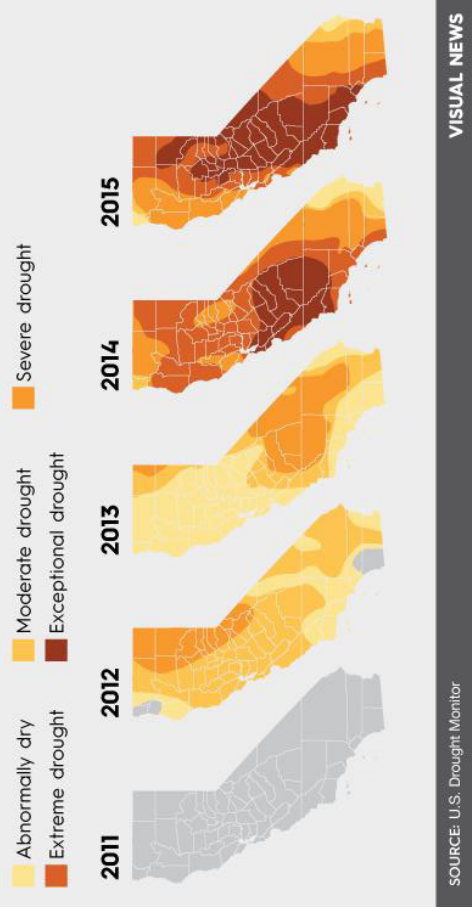 Abnormally dry
Moderate drought
Severe drought
Extreme drought
Exceptional drought
2011
2012
2013
2014
2015
SOURCE: U.S. Drought Monitor
VISUAL NEWS